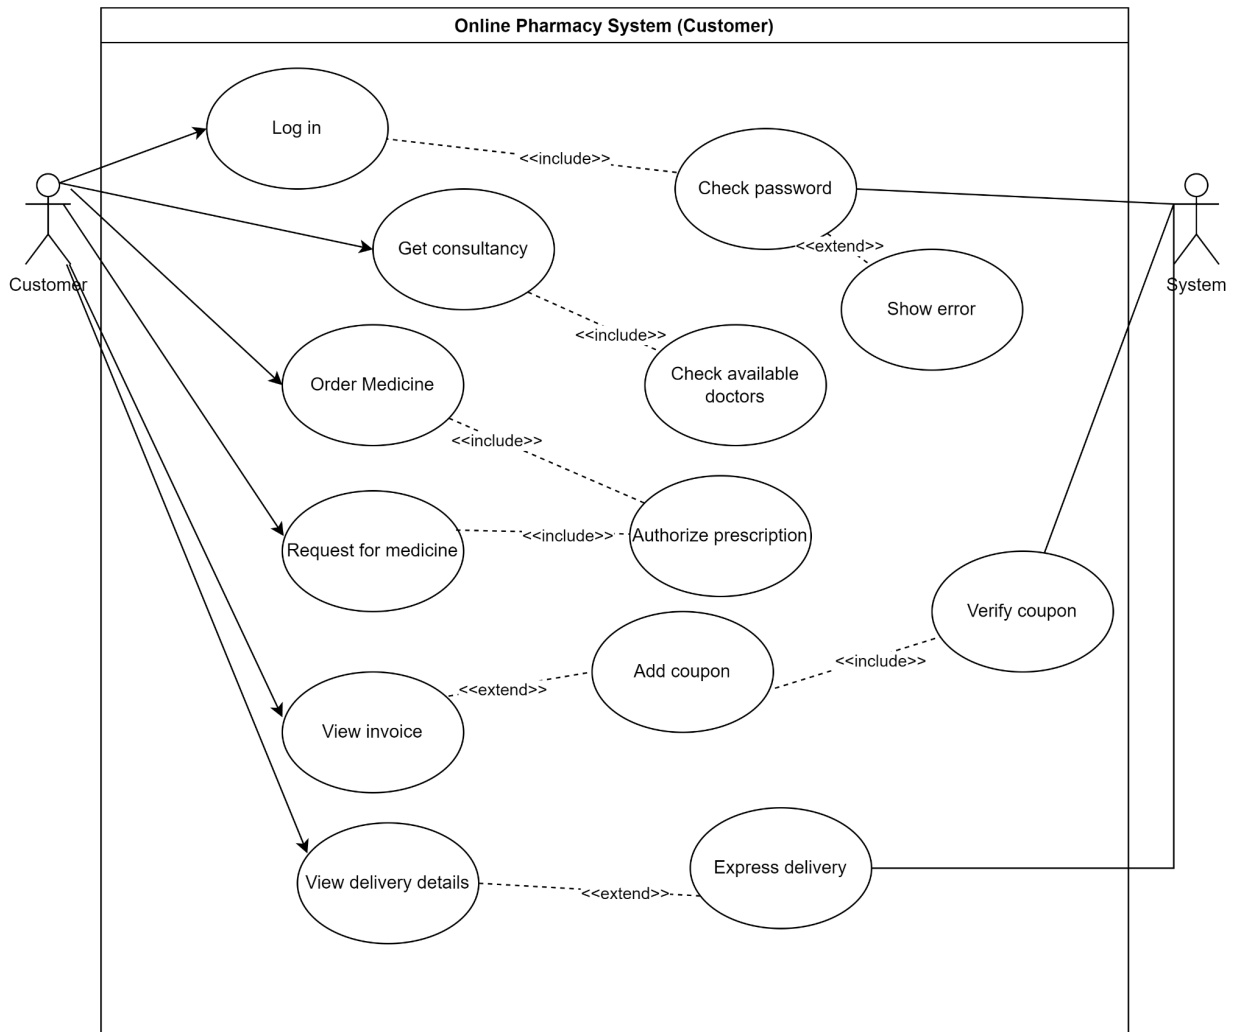 Online Pharmacy System (Customer)
Log in
<<include>>
Check password
Customer
System
Get consultancy
<<extend>>
Show error
<<include>>
Check available
doctors
Order Medicine
<<include>>
Request for medicine
<<include>>
Authorize prescription
Verify coupon
View invoice
<<extend>>
Add coupon
<<include>>
View delivery details
<<extend>>
Express delivery